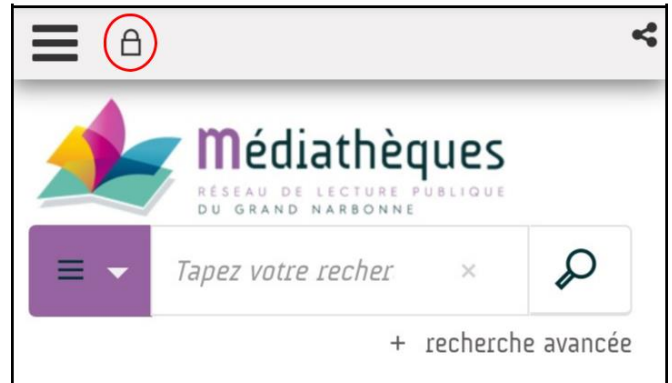 Médiathèques
RÉSEAU DE LECTURE PUBLIQUE
DU GRAND NARBONNE
Tapez votre recher ×
+ recherche avancée